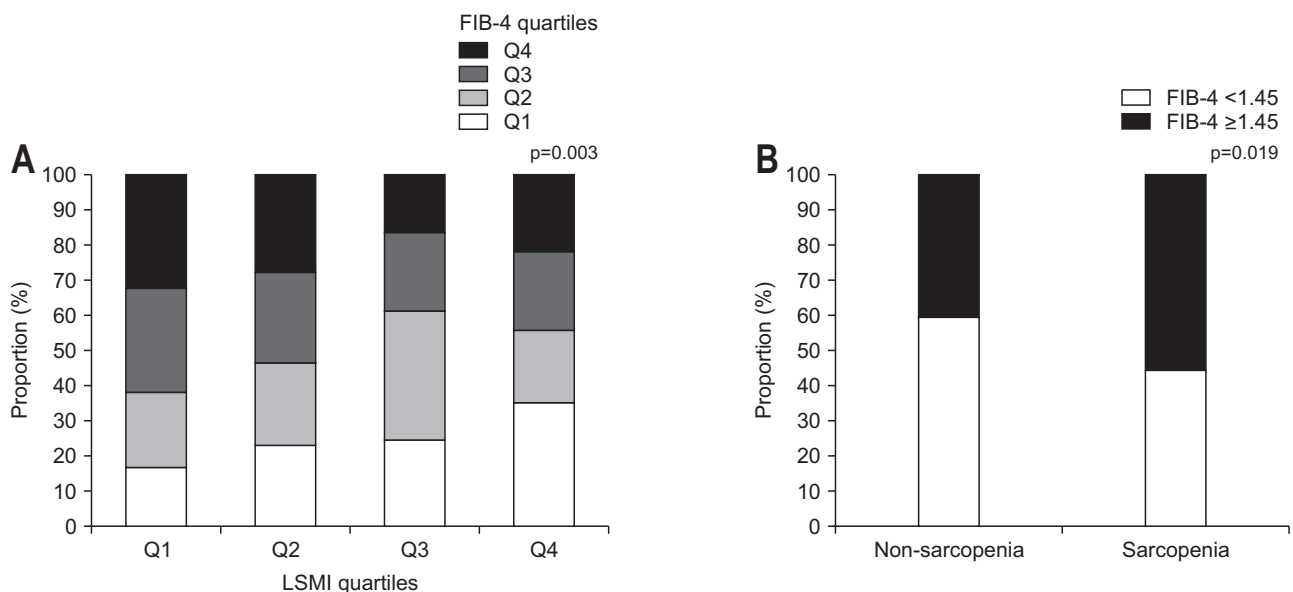 FIB-4 quartiles
Q4
Q3
Q2
Q1
A
p=0.003
100
90
80
70
60
50
40
30
20
10
0
Proportion (%)
Q1 Q2 Q3 Q4
LSMI quartiles
FIB-4 <1.45
FIB-4 ≥1.45
B
p=0.019
100
90
80
70
60
50
40
30
20
10
0
Proportion (%)
Non-sarcopenia Sarcopenia